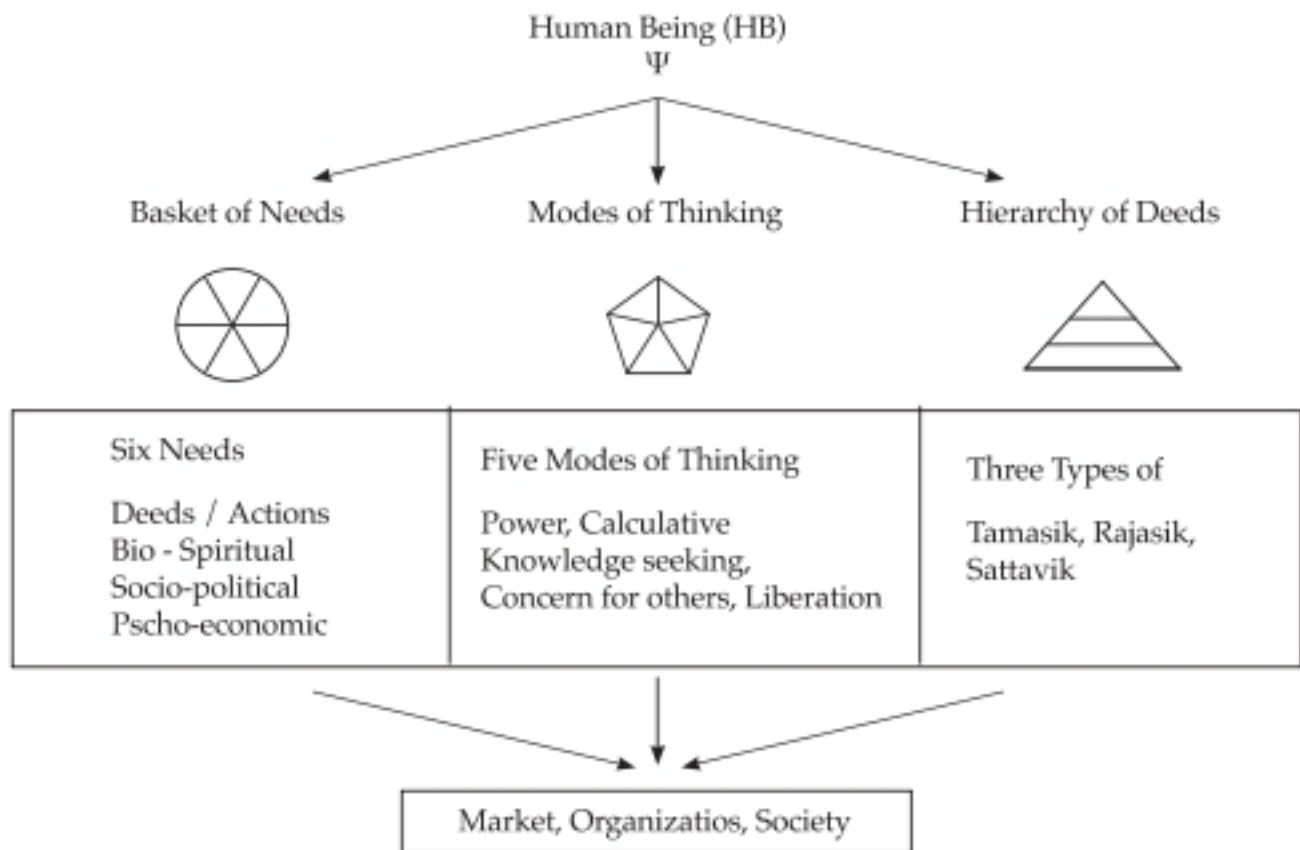 Human Being (HB)
Ψ
Basket of Needs
Modes of Thinking
Hierarchy of Deeds
Six Needs
Deeds / Actions
Bio - Spiritual
Socio-political
Pscho-economic
Five Modes of Thinking
Power, Calculative
Knowledge seeking,
Concern for others, Liberation
Three Types of
Tamasik, Rajasik,
Sattavik
Market, Organizatios, Society